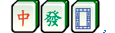 中 發 ,